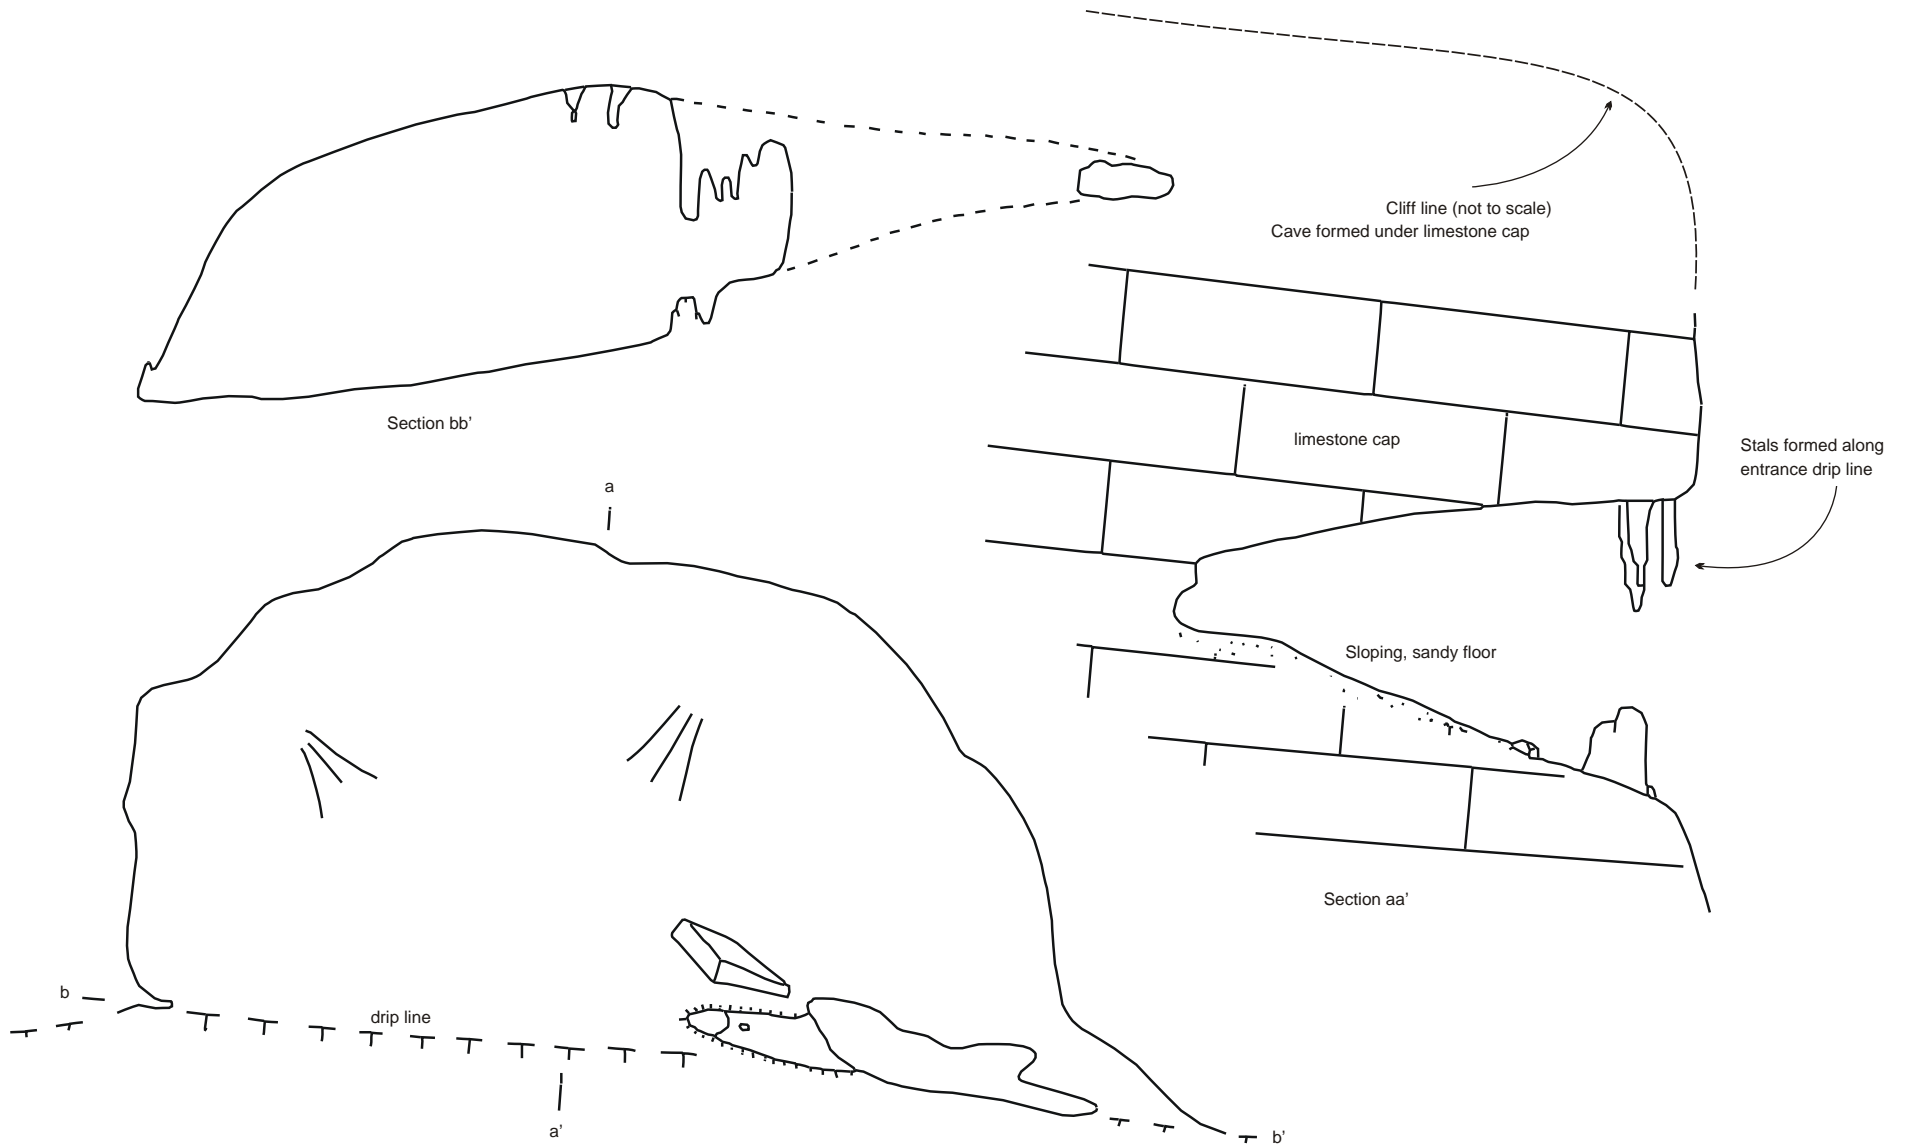 Cliff line (not to scale)
Cave formed under limestone cap
Section bb'
limestone cap
Stals formed along
entrance drip line
a
Sloping, sandy floor
Section aa'
b
drip line
a'
b'